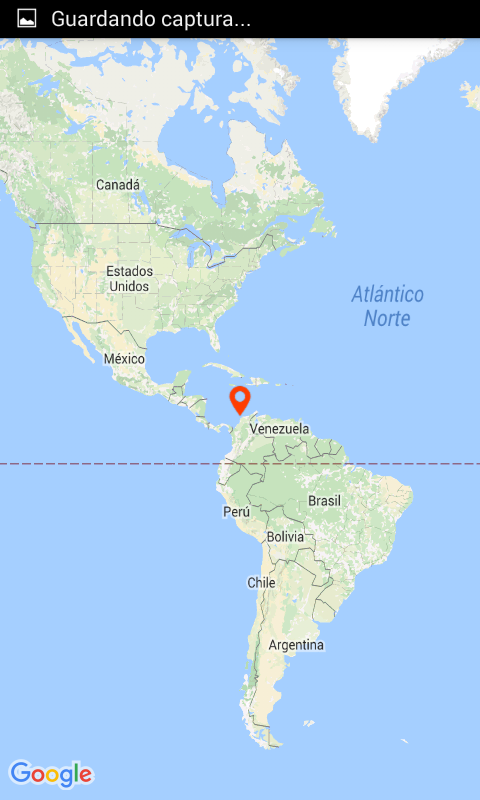 Guardando captura...
Canadá
Estados
Unidos
Atlántico
Norte
México
Venezuela
Brasil
Perú
Bolivia
Chile
Argentina
Google